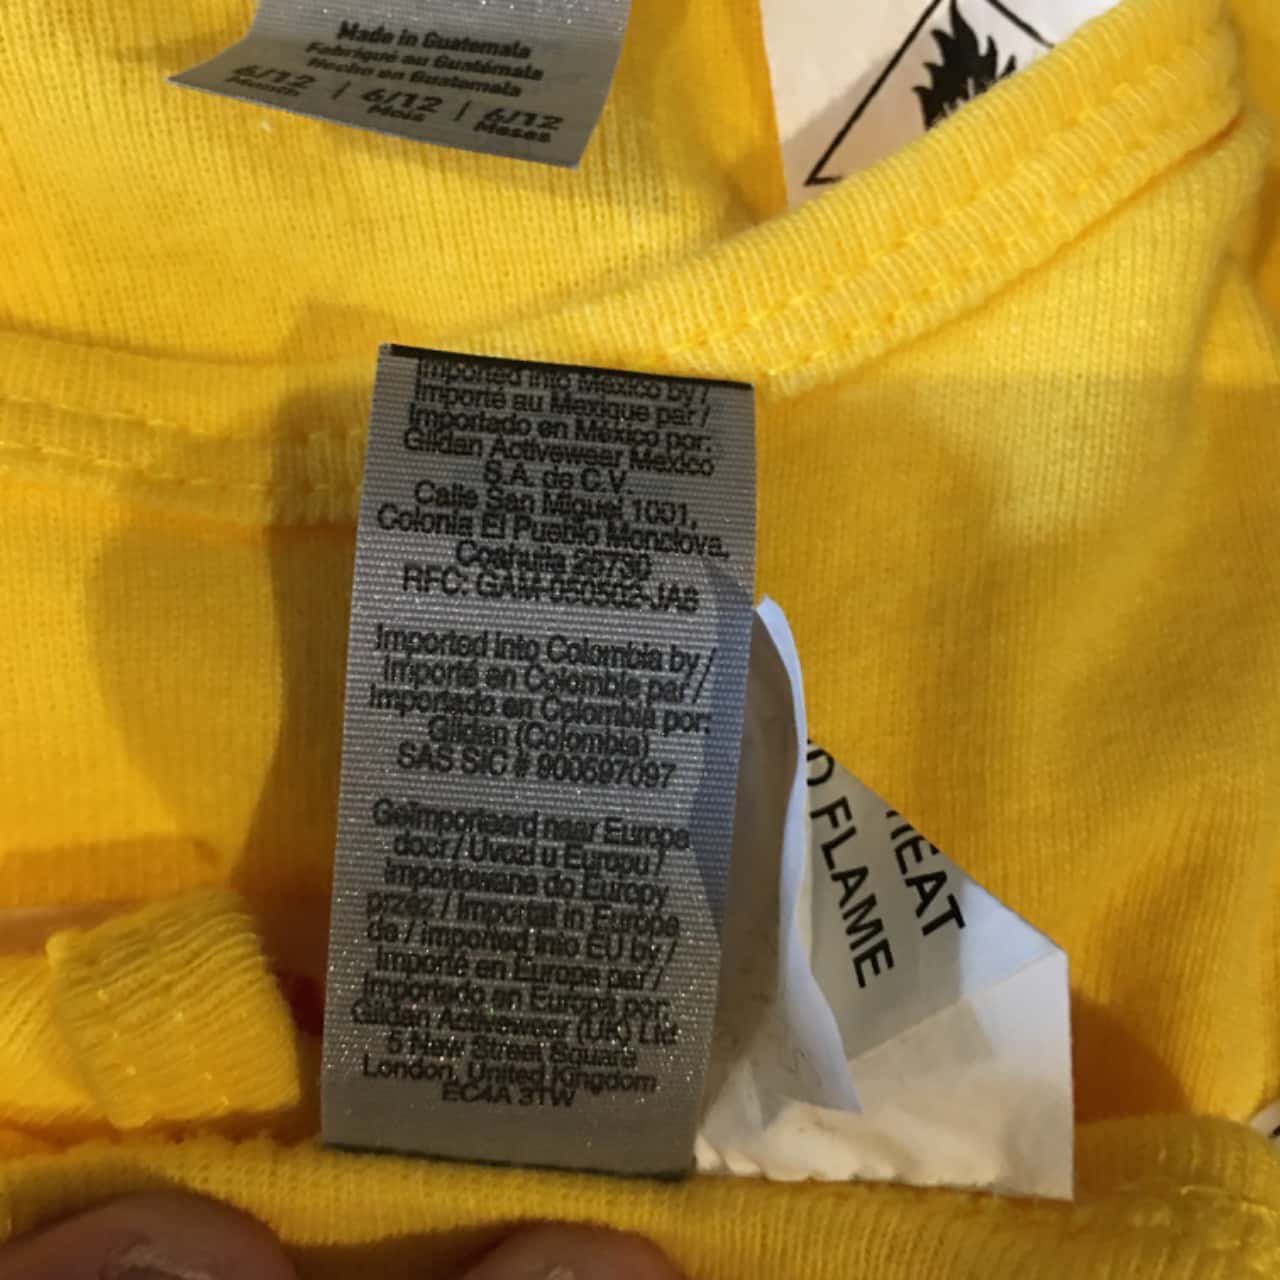 Made in Guatemala
Fabriqué au Guatémala
Hecho en Guatemala
6/12 | 6/12 | 6/12
Month Mois Meses
Imported into Mexico by /
Importé au Mexique par /
Importado en México por:
Gildan Activewear Mexico
S.A. de C.V.
Calle San Miguel 1001,
Colonia El Pueblo Monclova,
Coahuila 25730
RFC: GAM-050502-JA8
Imported into Colombia by /
Importé en Colombie par /
Importado en Colombia por:
Gildan (Colombia)
SAS SIC # 900697097
Geïmporteerd naar Europa
door / Uvozi u Europu /
Importowane do Europy
przez / Importat in Europe
de / Imported into EU by /
Importé en Europe par /
Importado en Europa por:
Gildan Activewear (UK) Ltd
5 New Street Square
London, United Kingdom
EC4A 3TW
HEAT
FLAME